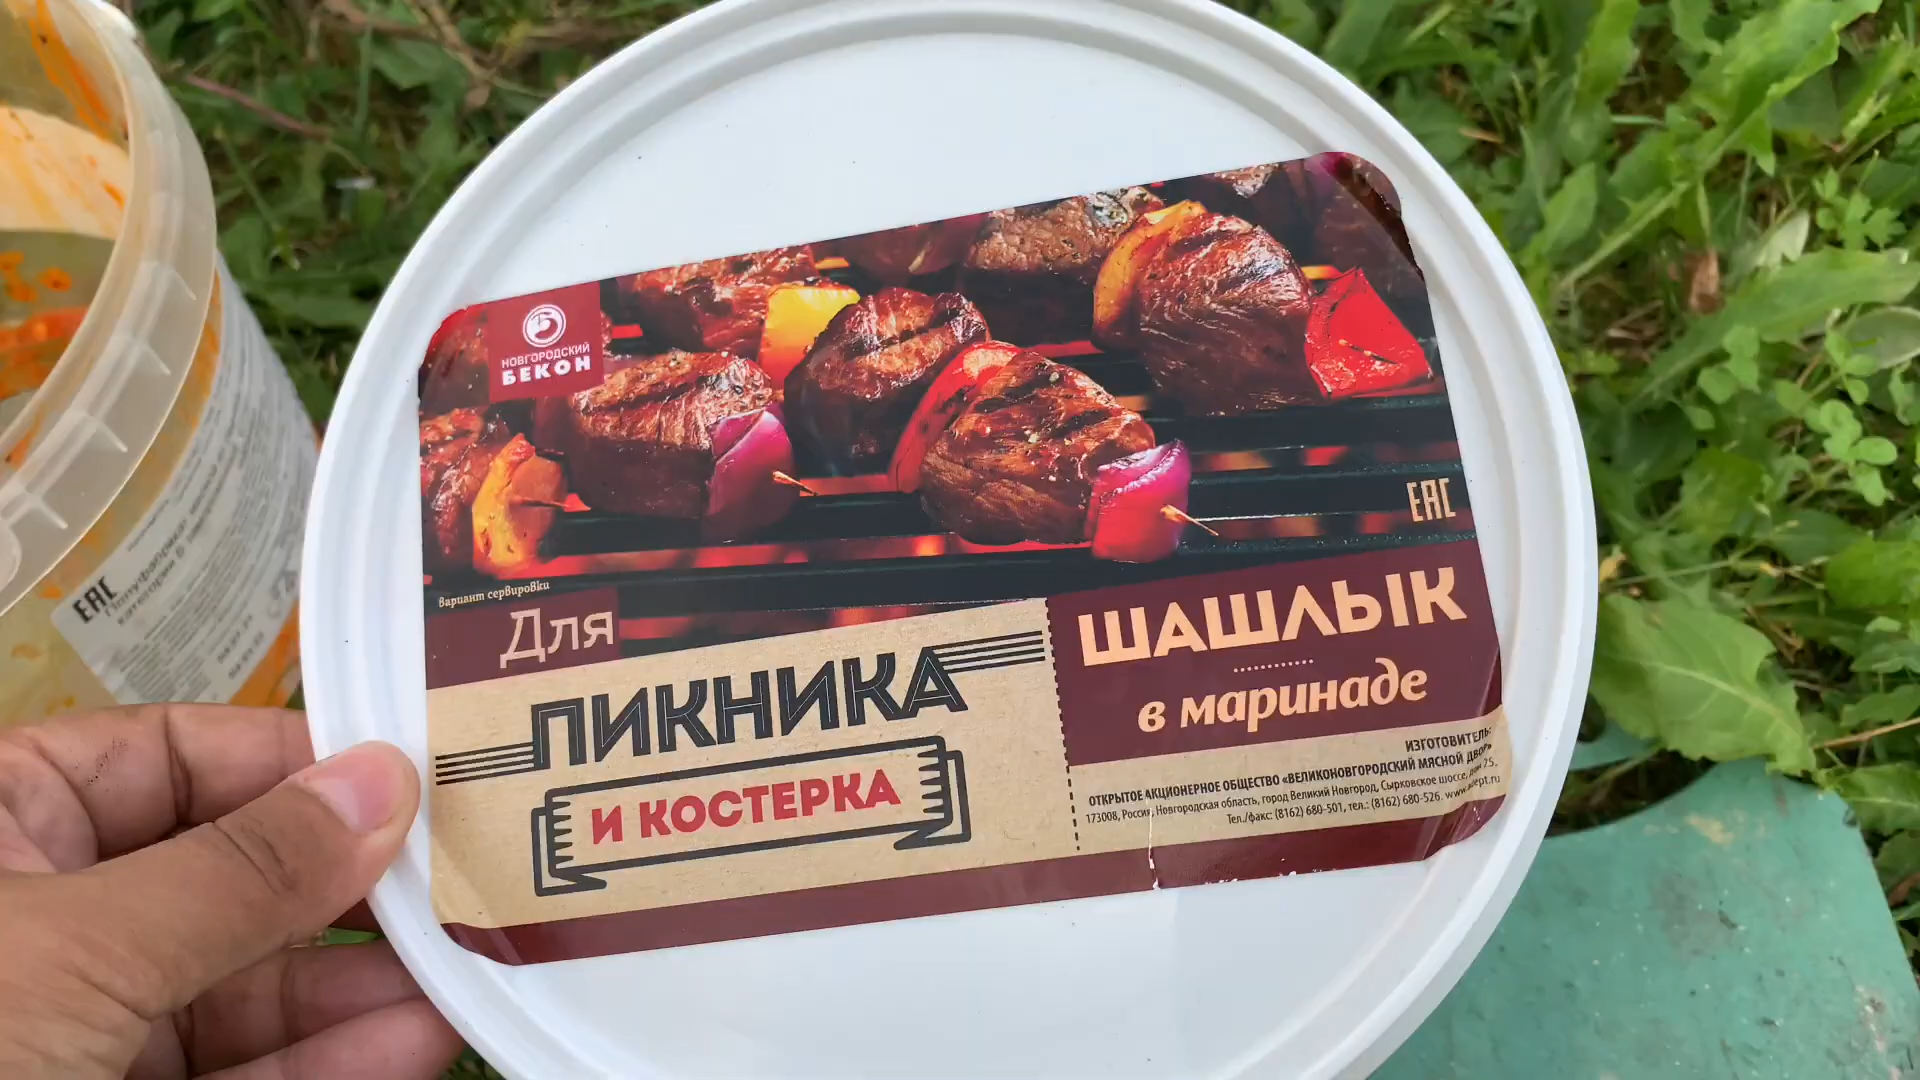 НОВГОРОДСКИЙ
БЕКОН
EAC
Вариант сервировки
Для
ПИКНИКА
И КОСТЕРКА
ШАШЛЫК
в маринаде
ИЗГОТОВИТЕЛЬ:
ОТКРЫТОЕ АКЦИОНЕРНОЕ ОБЩЕСТВО «ВЕЛИКОНОВГОРОДСКИЙ МЯСНОЙ ДВОР»
173008, Россия, Новгородская область, город Великий Новгород, Сырковское шоссе, дом 25.
Тел./факс: (8162) 680-501, тел.: (8162) 680-526.
EAC
Полуфабрикат
категории Б